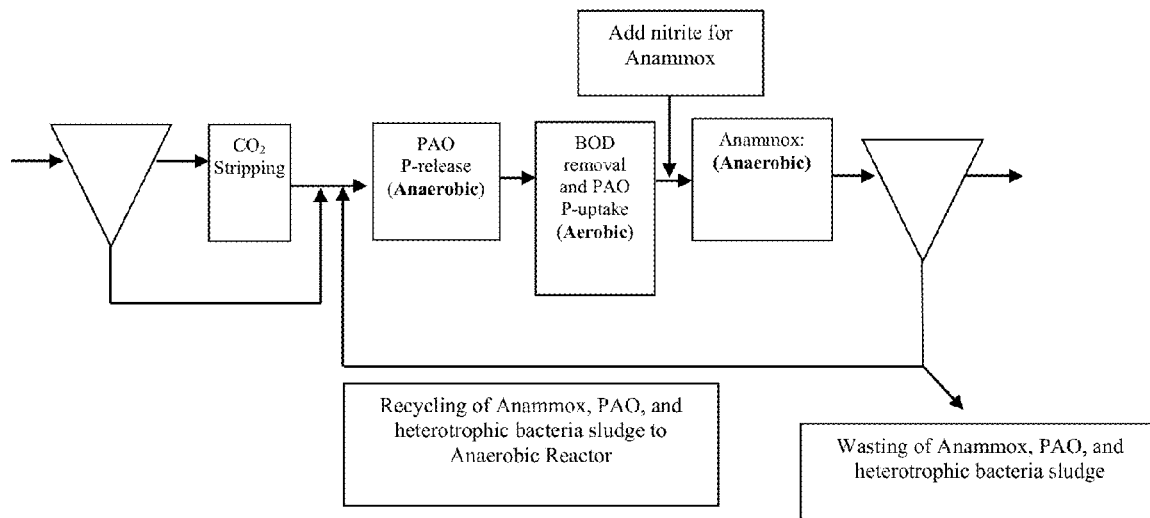 Add nitrite for
Anammox
CO₂
Stripping
PAO
P-release
(Anaerobic)
BOD
removal
and PAO
P-uptake
(Aerobic)
Anammox:
(Anaerobic)
Recycling of Anammox, PAO, and
heterotrophic bacteria sludge to
Anaerobic Reactor
Wasting of Anammox, PAO, and
heterotrophic bacteria sludge